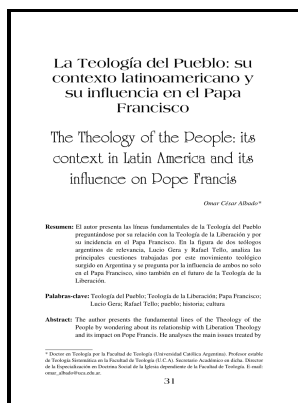 La Teología del Pueblo: su
contexto latinoamericano y
su influencia en el Papa
Francisco
The Theology of the People: its
context in Latin America and its
influence on Pope Francis
Omar César Albado*
Resumen: El autor presenta las líneas fundamentales de la Teología del Pueblo
preguntándose por su relación con la Teología de la Liberación y por
su incidencia en el Papa Francisco. En la figura de dos teólogos
argentinos de relevancia, Lucio Gera y Rafael Tello, analiza las
principales cuestiones trabajadas por este movimiento teológico
surgido en Argentina y se pregunta por la influencia de ambos no solo
en el Papa Francisco, sino también en el futuro de la Teología de la
Liberación.
Palabras-clave: Teología del Pueblo; Teología de la Liberación; Papa Francisco;
Lucio Gera; Rafael Tello; pueblo; historia; cultura
Abstract: The author presents the fundamental lines of the Theology of the
People by wondering about its relationship with Liberation Theology
and its impact on Pope Francis. He analyses the main issues treated by
* Doctor en Teología por la Facultad de Teología (Universidad Católica Argentina). Profesor estable
de Teología Sistemática en la Facultad de Teología (U.C.A). Secretario Académico en dicha. Director
de la Especialización en Doctrina Social de la Iglesia dependiente de la Facultad de Teología. E-mail:
omar_albado@uca.edu.ar.
31